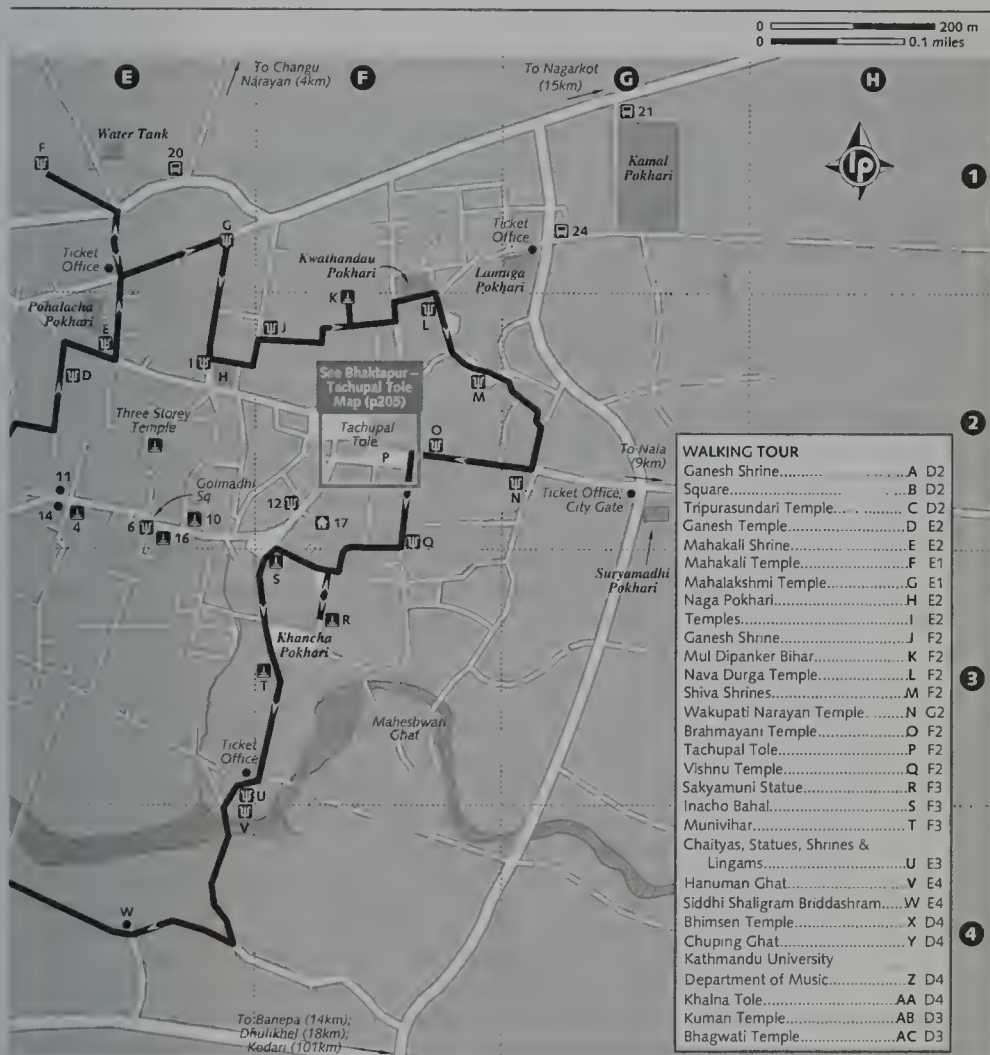 0 200 m
0 0.1 miles
E
F
G
H
To Changu
Narayan (4km)
To Nagarkot
(15km)
21
Water Tank
F
20
Kamal
Pokhari
lp
1
G
Ticket
Office
24
Ticket
Office
Kwathandau
Pokhari
Lamuga
Pokhari
K
Pohalacha
Pokhari
E
J
L
I
H
D
See Bhaktapur –
Tachupal Tole
Map (p205)
M
Three Storey
Temple
Tachupal
Tole
O
P
2
To Nala
(9km)
11
Golmadhi
Sq
12
N
Ticket Office,
City Gate
14
4
6
10
17
16
Q
S
Suryamadhi
Pokhari
R
Khancha
Pokhari
T
3
Maheshwari
Ghat
Ticket
Office
U
V
W
4
To Banepa (14km);
Dhulikhel (18km);
Kodari (101km)
WALKING TOUR
Ganesh Shrine......... .....A D2
Square................... .........B D2
Tripurasundari Temple... .......C D2
Ganesh Temple....................D E2
Mahakali Shrine...................E E2
Mahakali Temple..................F E1
Mahalakshmi Temple...........G E1
Naga Pokhari......................H E2
Temples..............................I E2
Ganesh Shrine.....................J F2
Mul Dipanker Bihar..............K F2
Nava Durga Temple.............L F2
Shiva Shrines......................M F2
Wakupati Narayan Temple. .......N G2
Brahmayani Temple.............O F2
Tachupal Tole.....................P F2
Vishnu Temple....................Q F2
Sakyamuni Statue................R F3
Inacho Bahal.......................S F3
Munivihar...........................T F3
Chaityas, Statues, Shrines &
Lingams..........................U E3
Hanuman Ghat...................V E4
Siddhi Shaligram Briddashram.....W E4
Bhimsen Temple.................X D4
Chuping Ghat.....................Y D4
Kathmandu University
Department of Music...........Z D4
Khalna Tole......................AA D4
Kumari Temple..................AB D3
Bhagwati Temple...............AC D3